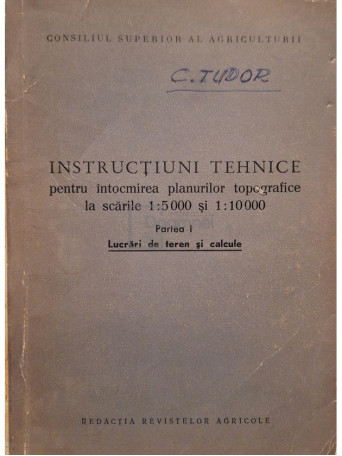 CONSILIUL SUPERIOR AL AGRICULTURII
C. TUDOR
INSTRUCȚIUNI TEHNICE
pentru întocmirea planurilor topografice
la scările 1:5000 și 1:10000
Partea I
Lucrări de teren și calcule
REDACȚIA REVISTELOR AGRICOLE